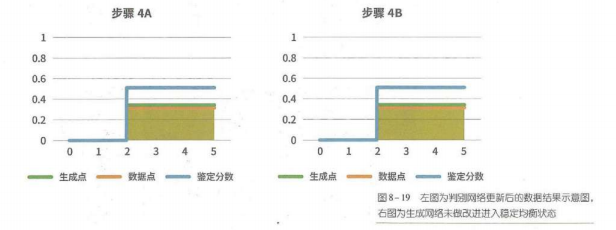 步骤 4A
1
0.8
0.6
0.4
0.2
0
0 1 2 3 4 5
生成点 数据点 鉴定分数
步骤 4B
1
0.8
0.6
0.4
0.2
0
0 1 2 3 4 5
生成点 数据点 鉴定分数
图8-19 左图为判别网络更新后的数据结果示意图,
右图为生成网络未做改进进入稳定均衡状态